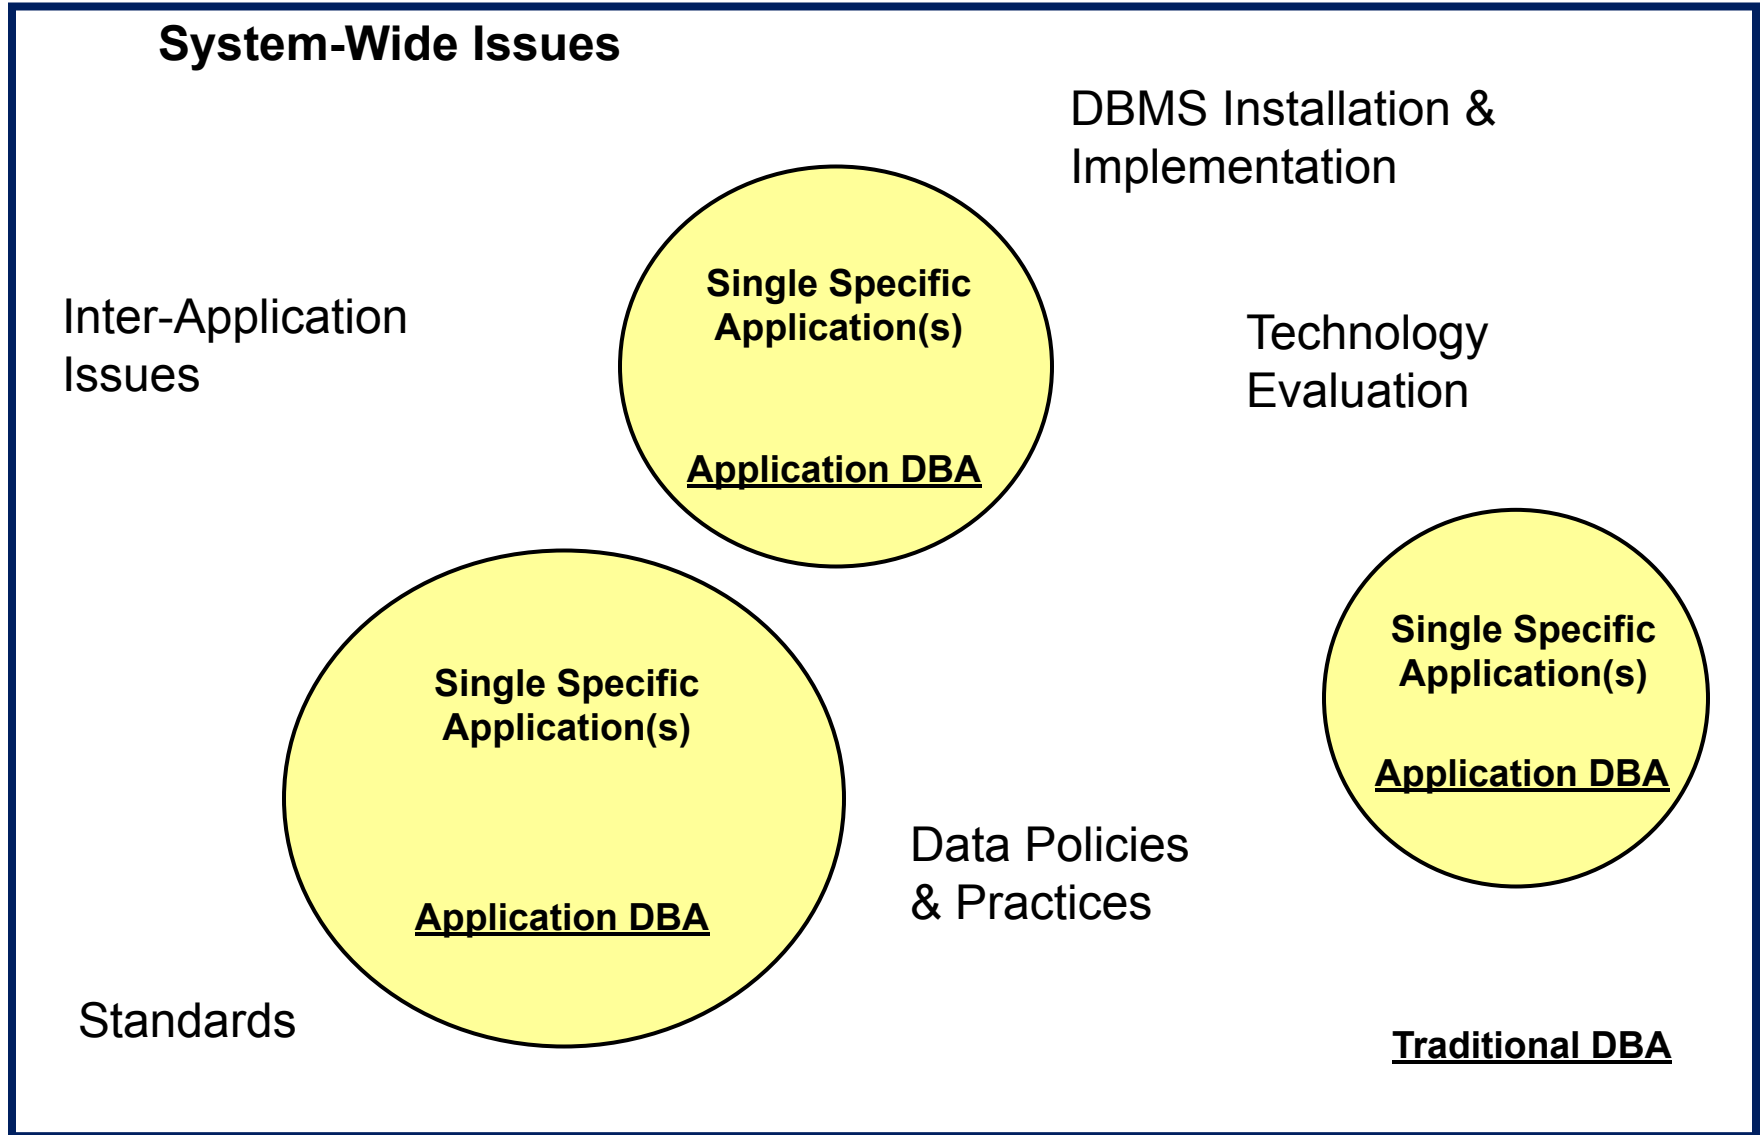 System-Wide Issues
DBMS Installation &
Implementation
Single Specific
Application(s)
Application DBA
Inter-Application
Issues
Technology
Evaluation
Single Specific
Application(s)
Application DBA
Single Specific
Application(s)
Application DBA
Data Policies
& Practices
Standards
Traditional DBA